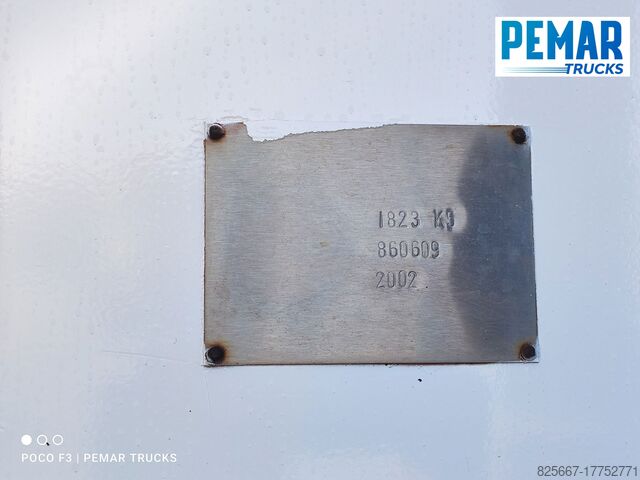 PEMAR
TRUCKS
1823 KG
860609
2002
POCO F3 | PEMAR TRUCKS
825667-17752771